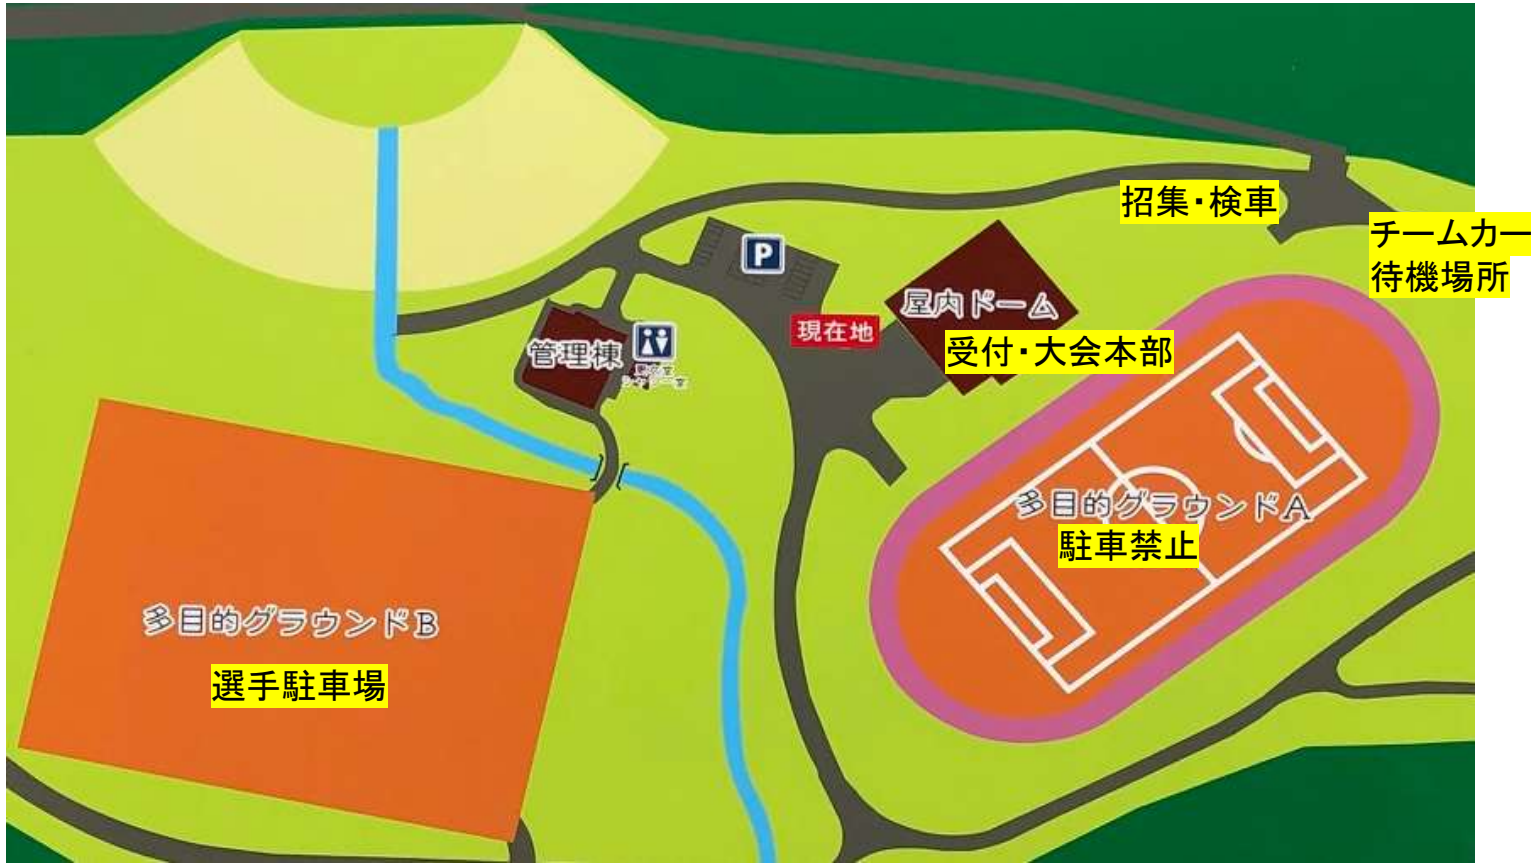 招集・検車
チームカー
待機場所
P
屋内ドーム
現在地
受付・大会本部
管理棟
多目的グラウンドA
駐車禁止
多目的グラウンドB
選手駐車場